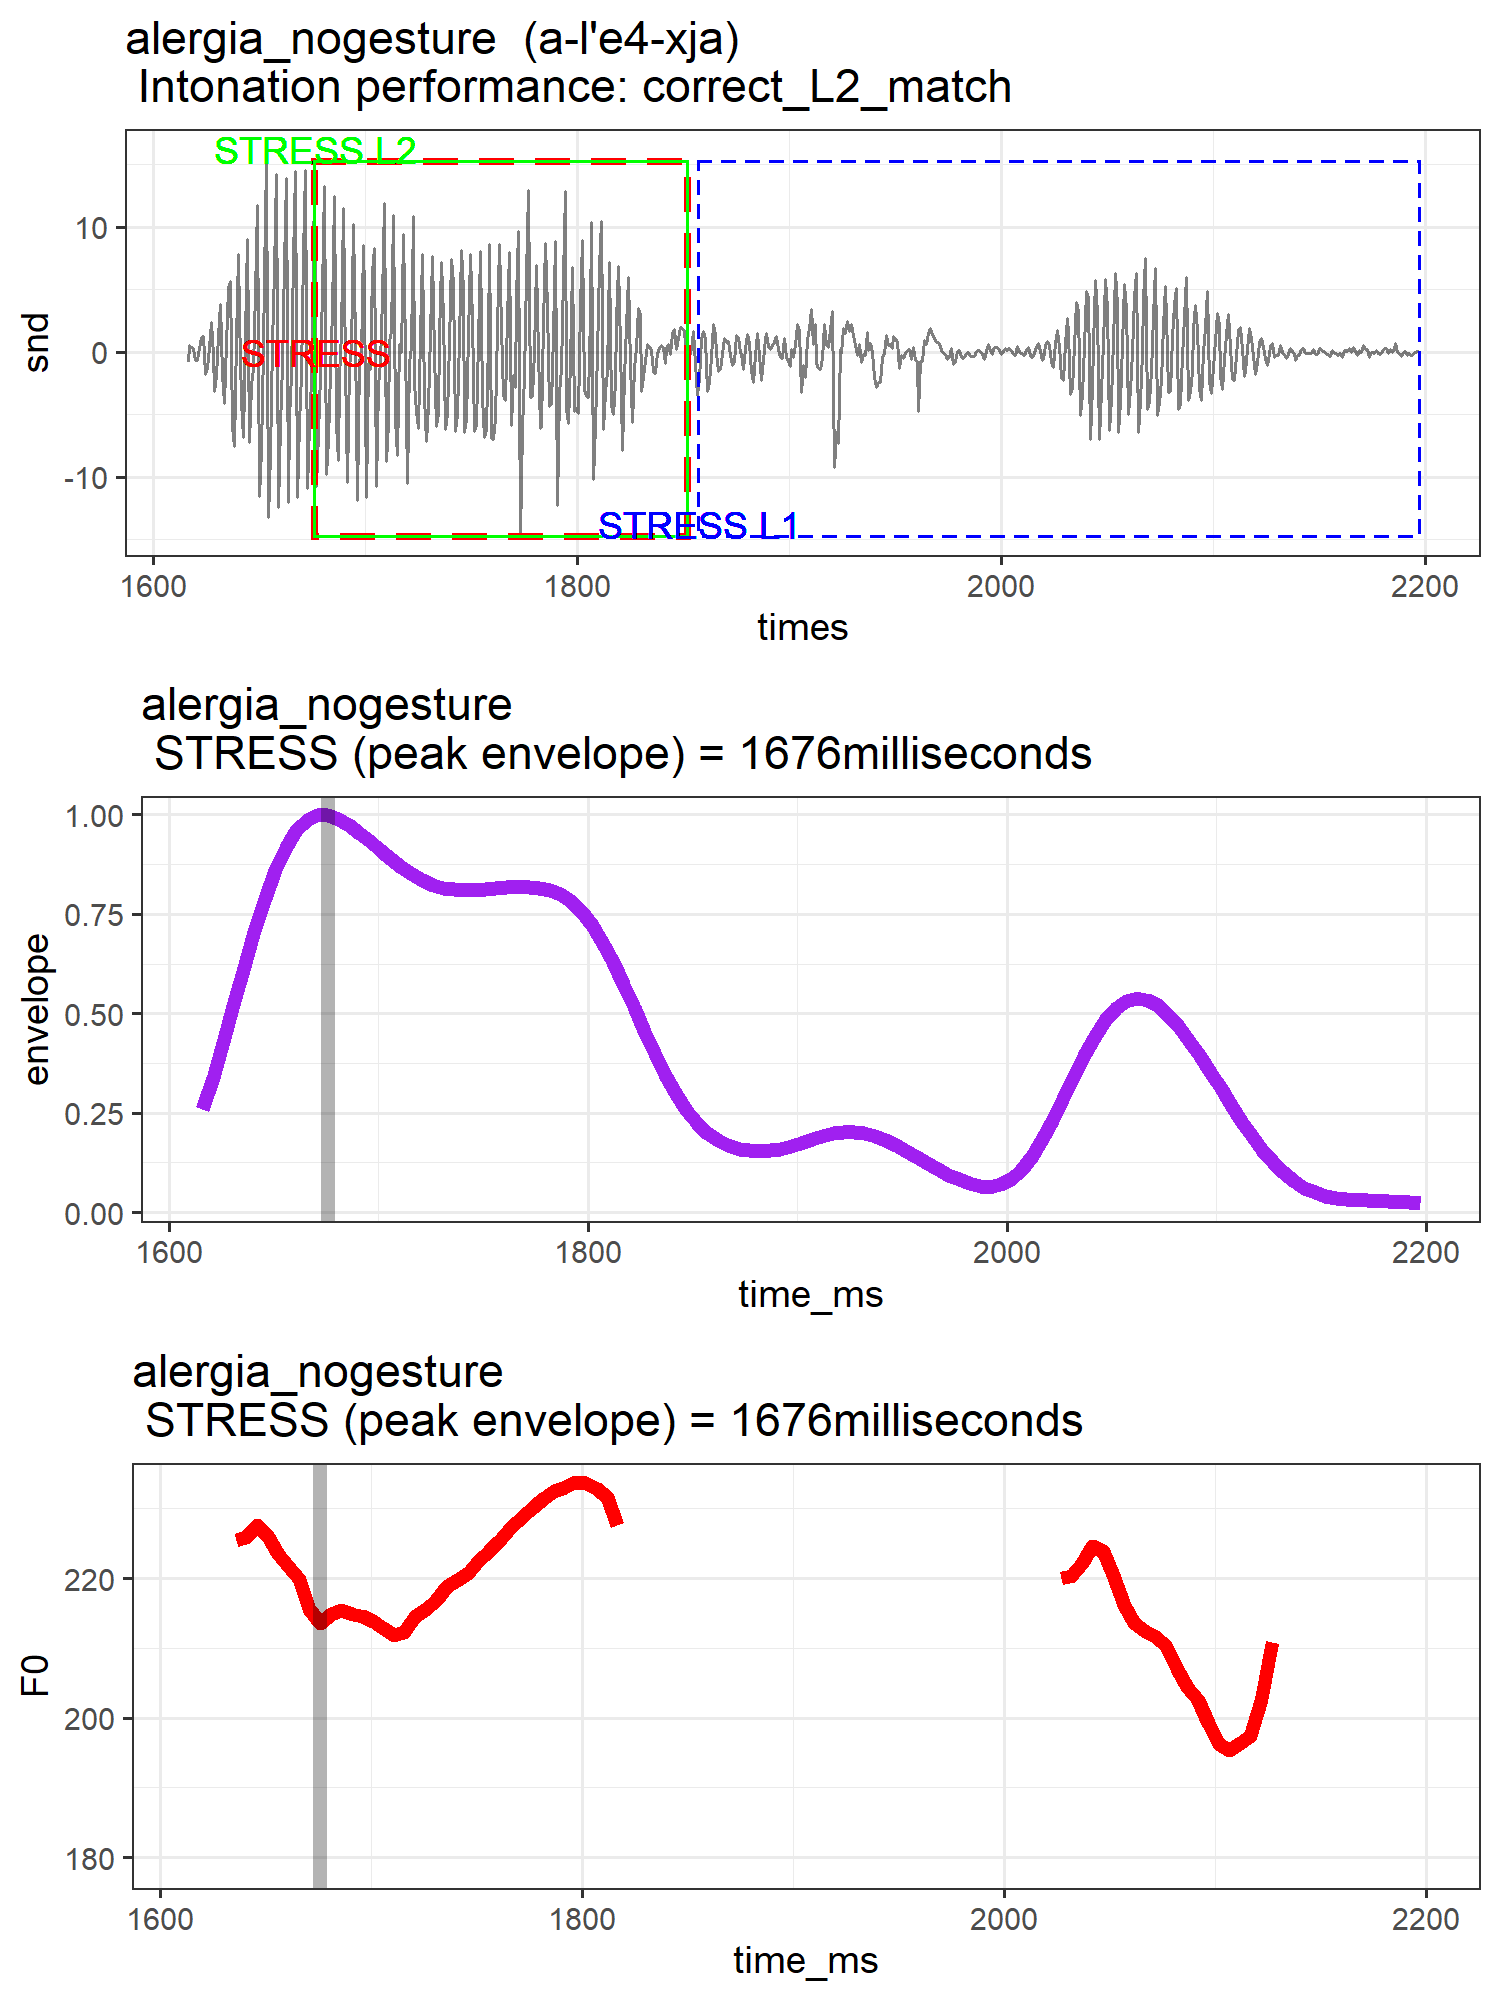 alergia_nogesture  (a-l'e4-xja)
Intonation performance: correct_L2_match
STRESS L2
STRESS
STRESS L1
10
0
-10
snd
1600 1800 2000 2200
times
alergia_nogesture
STRESS (peak envelope) = 1676milliseconds
1.00
0.75
0.50
0.25
0.00
envelope
1600 1800 2000 2200
time_ms
alergia_nogesture
STRESS (peak envelope) = 1676milliseconds
220
200
180
F0
1600 1800 2000 2200
time_ms